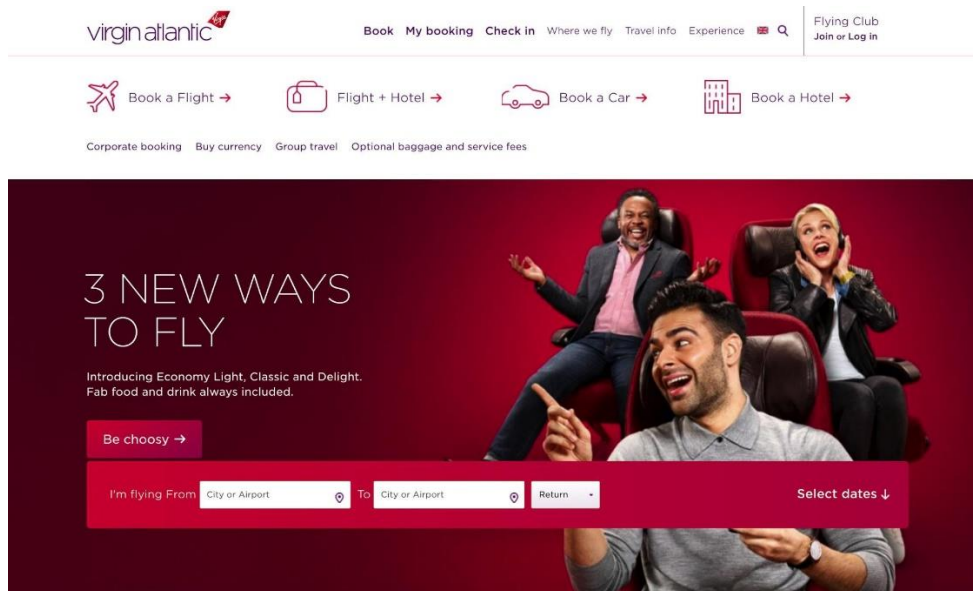 virgin atlantic
Virgin
Book My booking Check in Where we fly Travel info Experience
Flying Club
Join or Log in
Book a Flight →
Flight + Hotel →
Book a Car →
Book a Hotel →
Corporate booking Buy currency Group travel Optional baggage and service fees
3 NEW WAYS
TO FLY
Introducing Economy Light, Classic and Delight.
Fab food and drink always included.
Be choosy →
I'm flying From City or Airport To City or Airport Return Select dates ↓